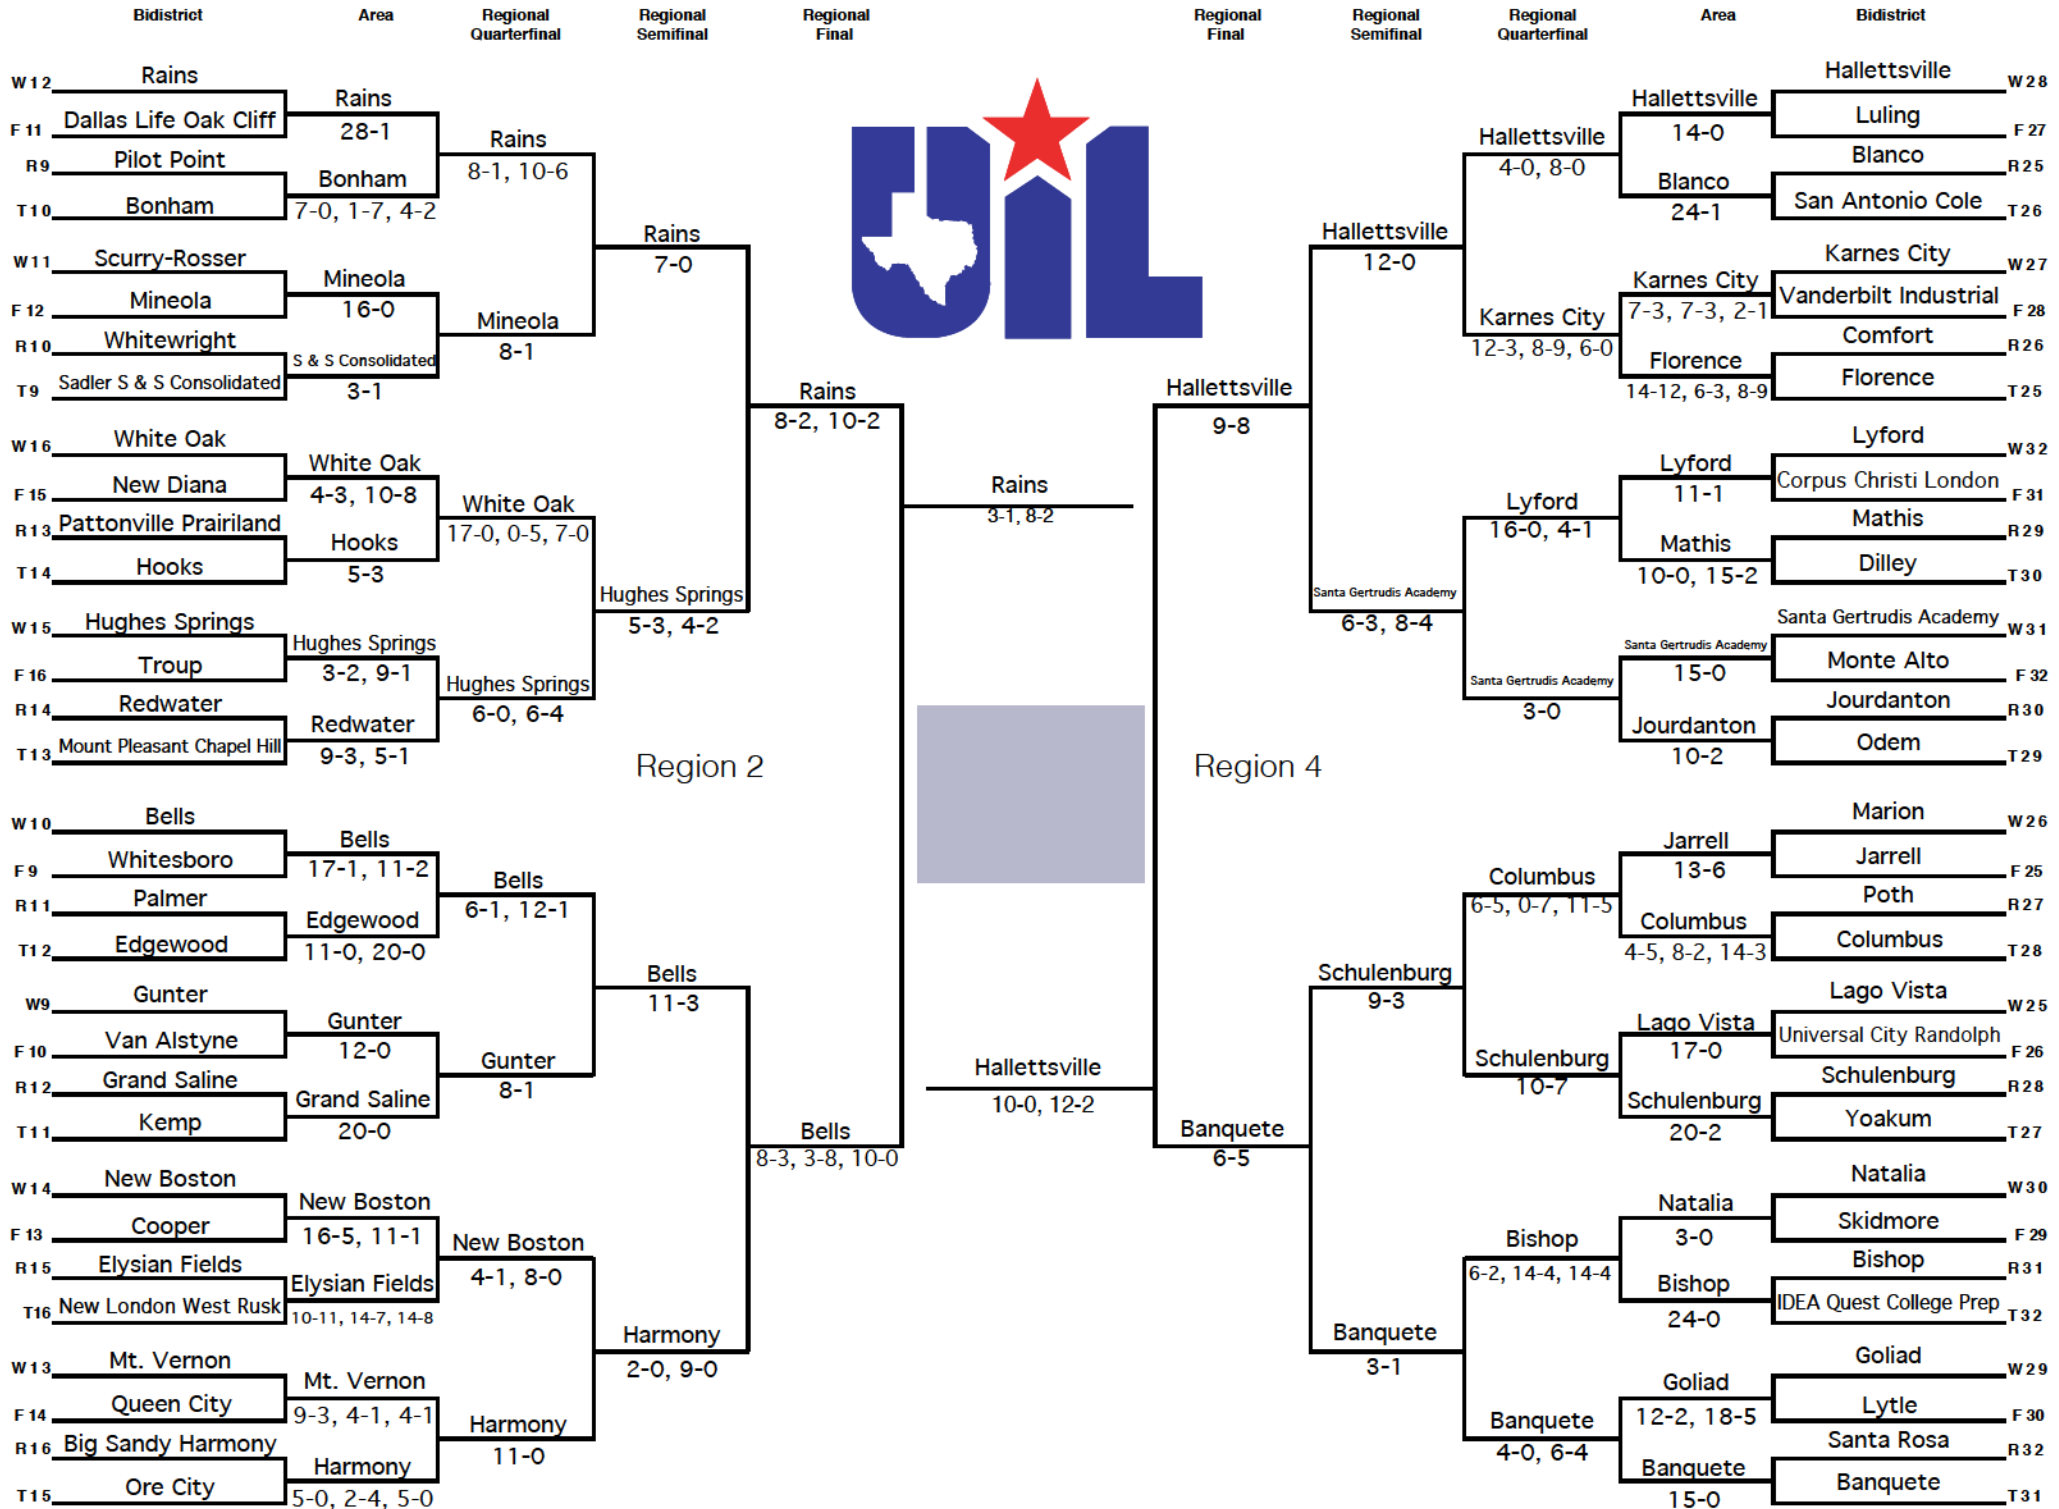 Bidistrict Area Regional Quarterfinal Regional Semifinal Regional Final Regional Final Regional Semifinal Regional Quarterfinal Area Bidistrict
W12 Rains
F 11 Dallas Life Oak Cliff
Rains
28-1
R9 Pilot Point
T10 Bonham
Bonham
7-0, 1-7, 4-2
Rains
8-1, 10-6
W11 Scurry-Rosser
F 12 Mineola
Mineola
16-0
R10 Whitewright
T9 Sadler S & S Consolidated
S & S Consolidated
3-1
Mineola
8-1
Rains
7-0
W16 White Oak
F 15 New Diana
White Oak
4-3, 10-8
R13 Pattonville Prairiland
T14 Hooks
Hooks
5-3
White Oak
17-0, 0-5, 7-0
W15 Hughes Springs
F 16 Troup
Hughes Springs
3-2, 9-1
R14 Redwater
T13 Mount Pleasant Chapel Hill
Redwater
9-3, 5-1
Hughes Springs
6-0, 6-4
Hughes Springs
5-3, 4-2
Rains
8-2, 10-2
Region 2
W10 Bells
F 9 Whitesboro
Bells
17-1, 11-2
R11 Palmer
T12 Edgewood
Edgewood
11-0, 20-0
Bells
6-1, 12-1
W9 Gunter
F 10 Van Alstyne
Gunter
12-0
R12 Grand Saline
T11 Kemp
Grand Saline
20-0
Gunter
8-1
Bells
11-3
W14 New Boston
F 13 Cooper
New Boston
16-5, 11-1
R15 Elysian Fields
T16 New London West Rusk
Elysian Fields
10-11, 14-7, 14-8
New Boston
4-1, 8-0
W13 Mt. Vernon
F 14 Queen City
Mt. Vernon
9-3, 4-1, 4-1
R16 Big Sandy Harmony
T15 Ore City
Harmony
5-0, 2-4, 5-0
Harmony
11-0
Harmony
2-0, 9-0
Bells
8-3, 3-8, 10-0
UIL
Rains
3-1, 8-2
Hallettsville
10-0, 12-2
Hallettsville W28
Luling F 27
Hallettsville
14-0
Blanco R25
San Antonio Cole T26
Blanco
24-1
Hallettsville
4-0, 8-0
Karnes City W27
Vanderbilt Industrial F 28
Karnes City
7-3, 7-3, 2-1
Comfort R26
Florence T25
Florence
14-12, 6-3, 8-9
Karnes City
12-3, 8-9, 6-0
Hallettsville
12-0
Lyford W32
Corpus Christi London F 31
Lyford
11-1
Mathis R29
Dilley T30
Mathis
10-0, 15-2
Lyford
16-0, 4-1
Santa Gertrudis Academy W31
Monte Alto F 32
Santa Gertrudis Academy
15-0
Jourdanton R30
Odem T29
Jourdanton
10-2
Santa Gertrudis Academy
3-0
Santa Gertrudis Academy
6-3, 8-4
Hallettsville
9-8
Region 4
Marion W26
Jarrell F 25
Jarrell
13-6
Poth R27
Columbus T28
Columbus
4-5, 8-2, 14-3
Columbus
6-5, 0-7, 11-5
Lago Vista W25
Universal City Randolph F 26
Lago Vista
17-0
Schulenburg R28
Yoakum T27
Schulenburg
20-2
Schulenburg
10-7
Schulenburg
9-3
Natalia W30
Skidmore F 29
Natalia
3-0
Bishop R31
IDEA Quest College Prep T32
Bishop
24-0
Bishop
6-2, 14-4, 14-4
Goliad W29
Lytle F 30
Goliad
12-2, 18-5
Santa Rosa R32
Banquete T31
Banquete
15-0
Banquete
4-0, 6-4
Banquete
3-1
Banquete
6-5